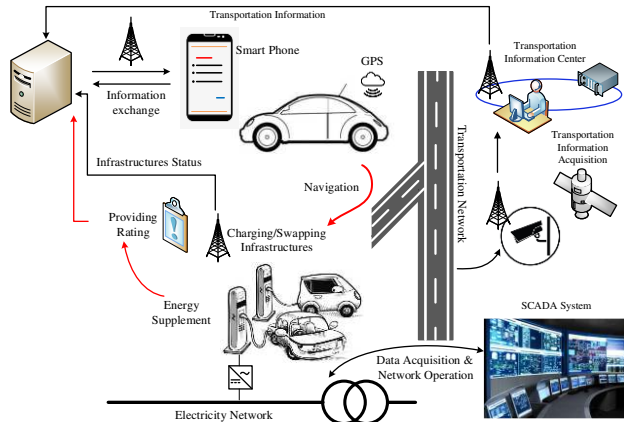 Transportation Information
Smart Phone
GPS
Transportation
Information Center
Information
exchange
Transportation
Information
Acquisition
Infrastructures Status
Navigation
Transportation Network
Providing
Rating
Charging/Swapping
Infrastructures
Energy
Supplement
SCADA System
Data Acquisition &
Network Operation
Electricity Network